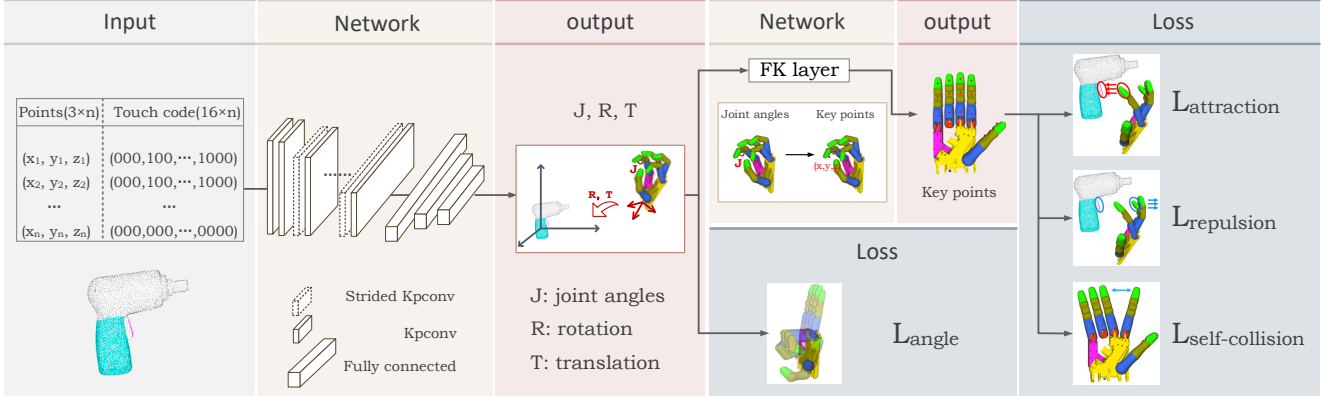 Input
Network
output
Network
output
Loss
Points(3×n) Touch code(16×n)
(x₁, y₁, z₁) (000,100,···,1000)
(x₂, y₂, z₂) (000,100,···,1000)
... ...
(xₙ, yₙ, zₙ) (000,000,···,0000)
......
Strided Kpconv
Kpconv
Fully connected
J, R, T
J
R, T
J: joint angles
R: rotation
T: translation
FK layer
Joint angles Key points
J
Key points
Loss
Langle
Lattraction
Lrepulsion
Lself-collision